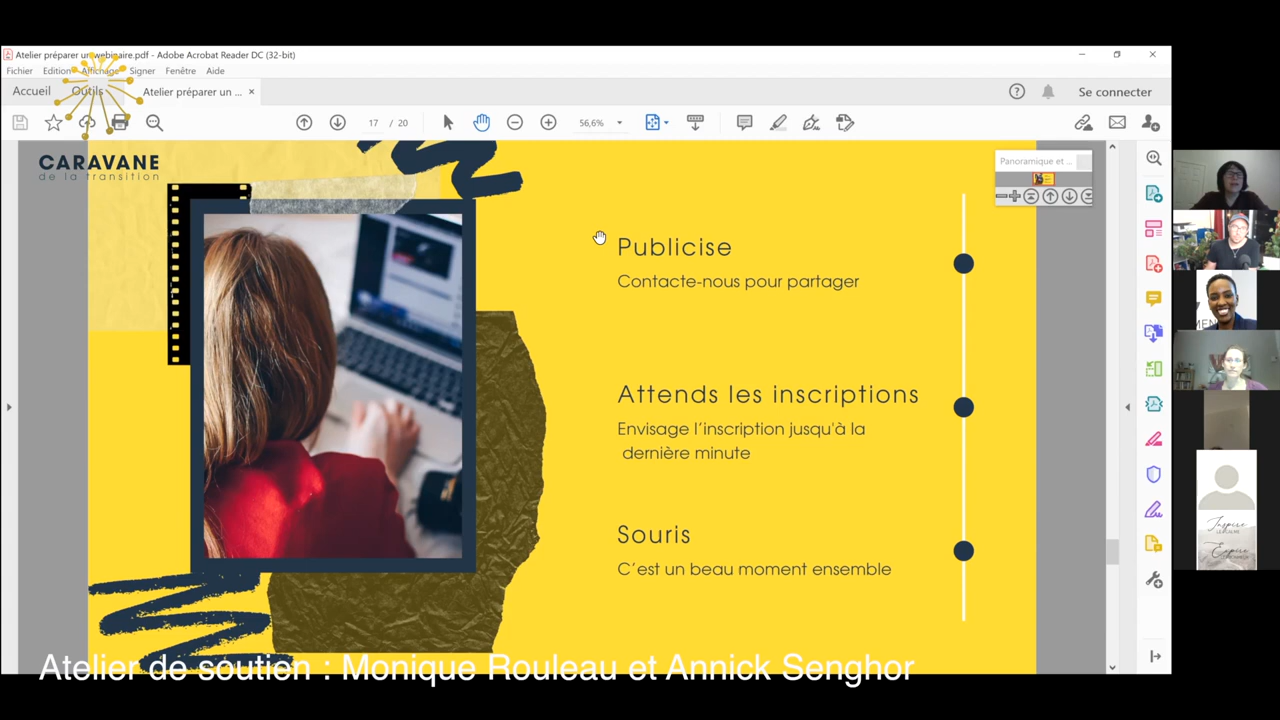 Atelier préparer un webinaire.pdf - Adobe Acrobat Reader DC (32-bit)
Fichier Edition Affichage Signer Fenêtre Aide
Accueil Outils Atelier préparer un ... × Se connecter
17 / 20 56,6%
CARAVANE
de la transition
Panoramique et ...
Publicise
Contacte-nous pour partager
Attends les inscriptions
Envisage l'inscription jusqu'à la
dernière minute
Souris
C'est un beau moment ensemble
Inspire
Expire
Atelier de soutien : Monique Rouleau et Annick Senghor